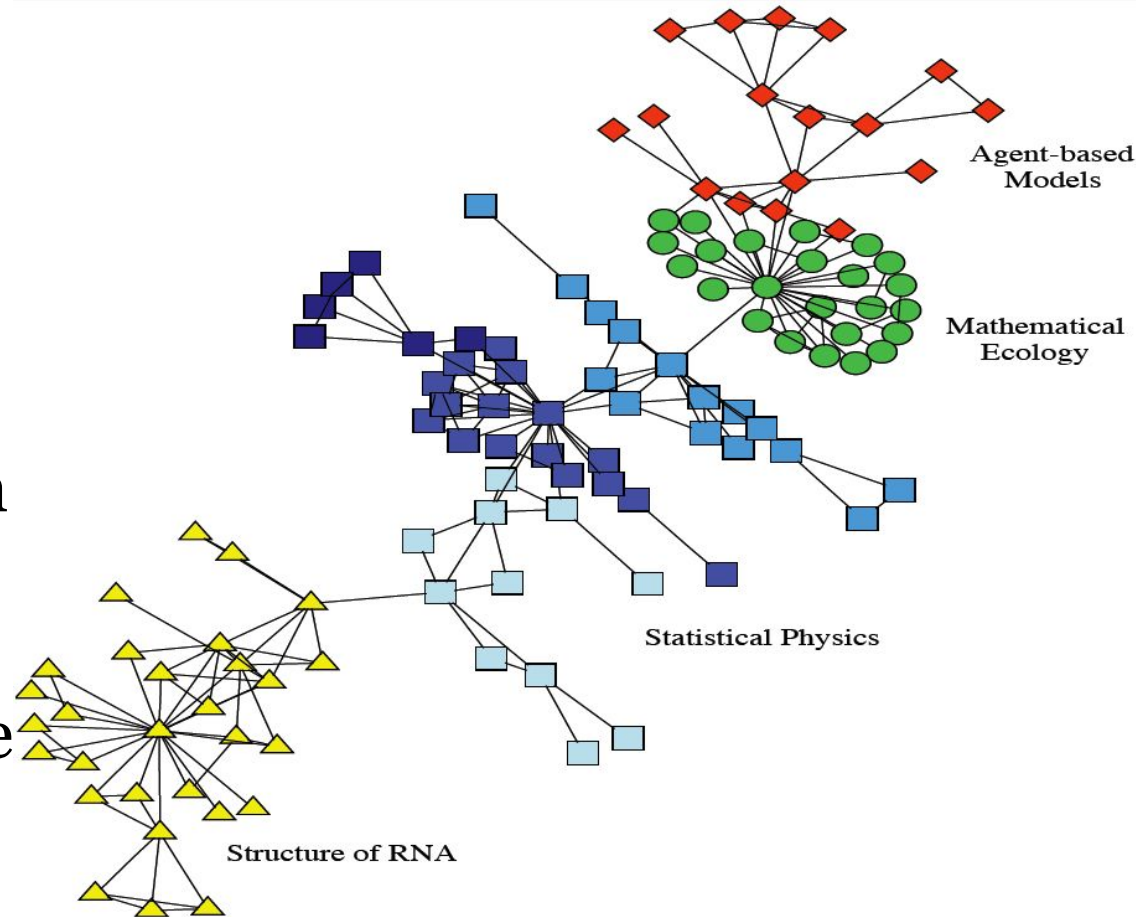 Agent-based
Models
Mathematical
Ecology
n
Statistical Physics
e
Structure of RNA